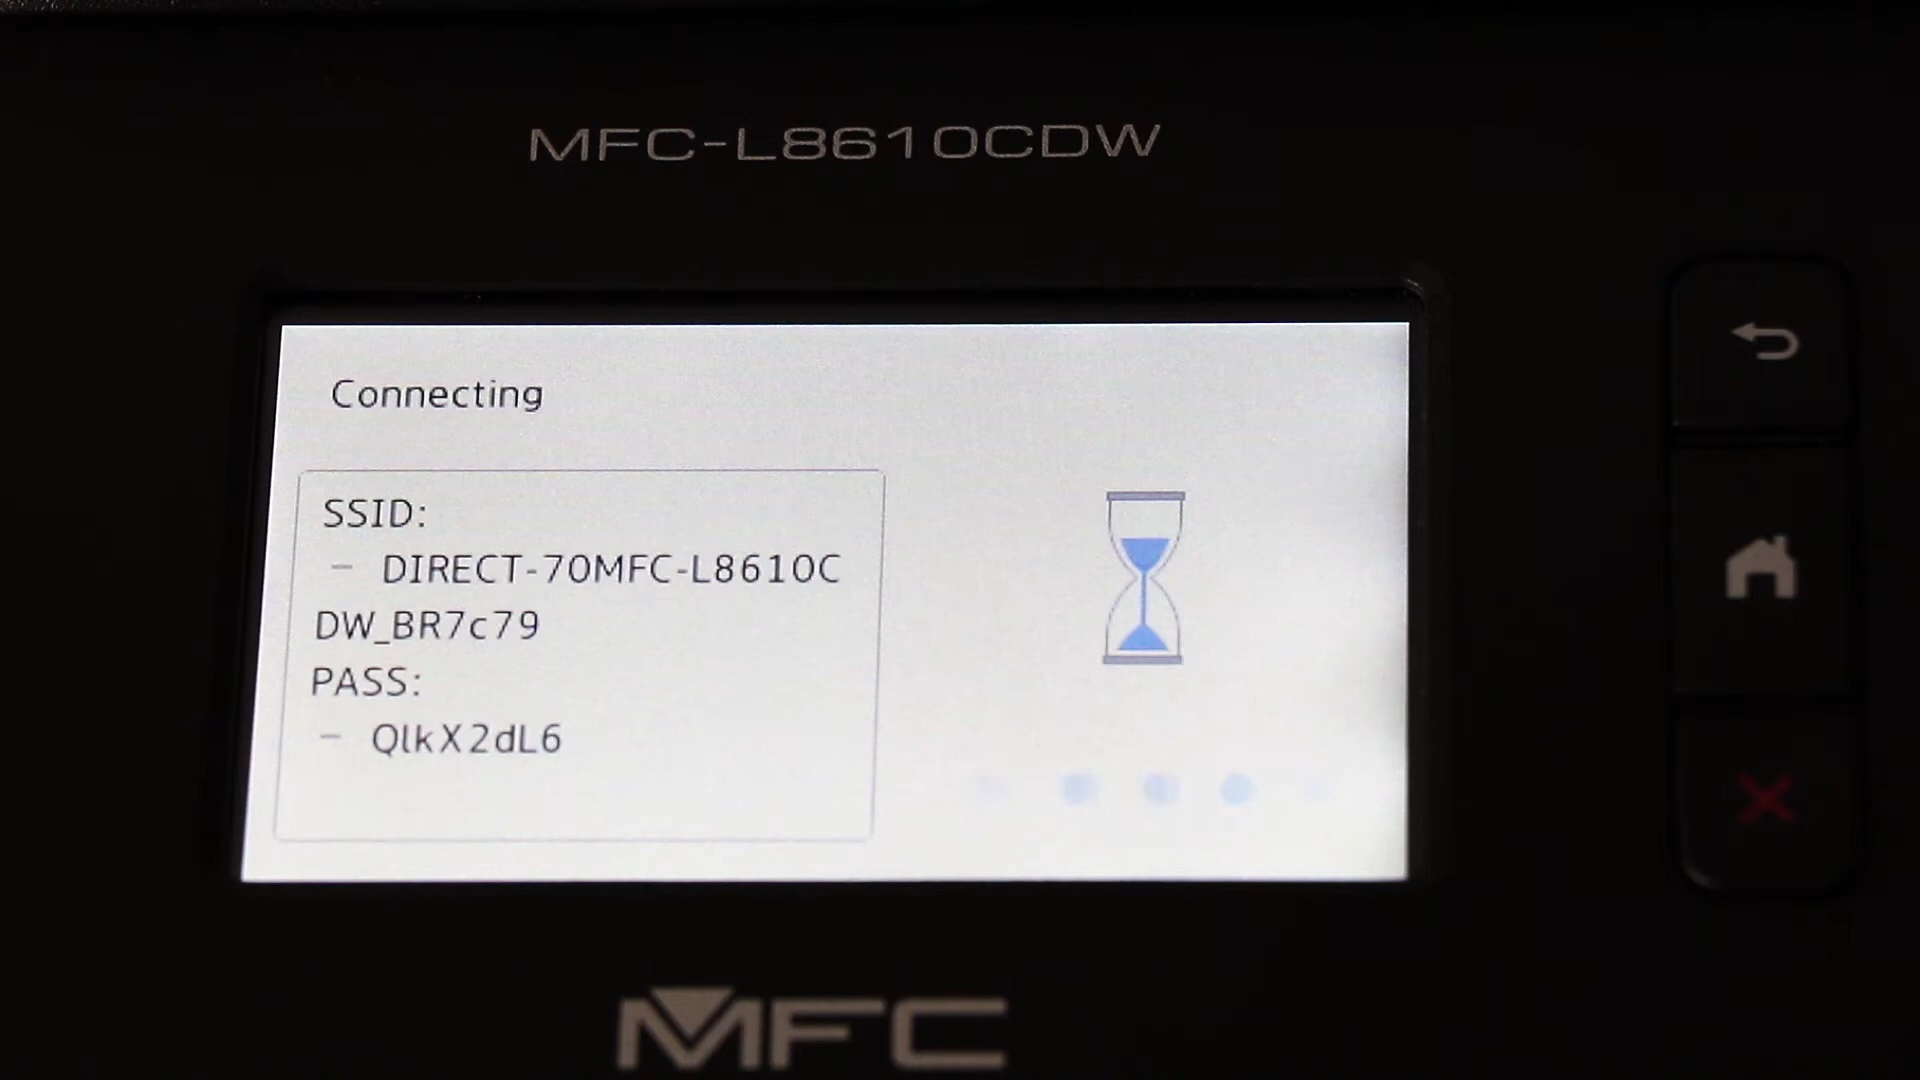 MFC-L8610CDW
Connecting
SSID:
– DIRECT-70MFC-L8610C
DW_BR7c79
PASS:
– QlkX2dL6
MFC